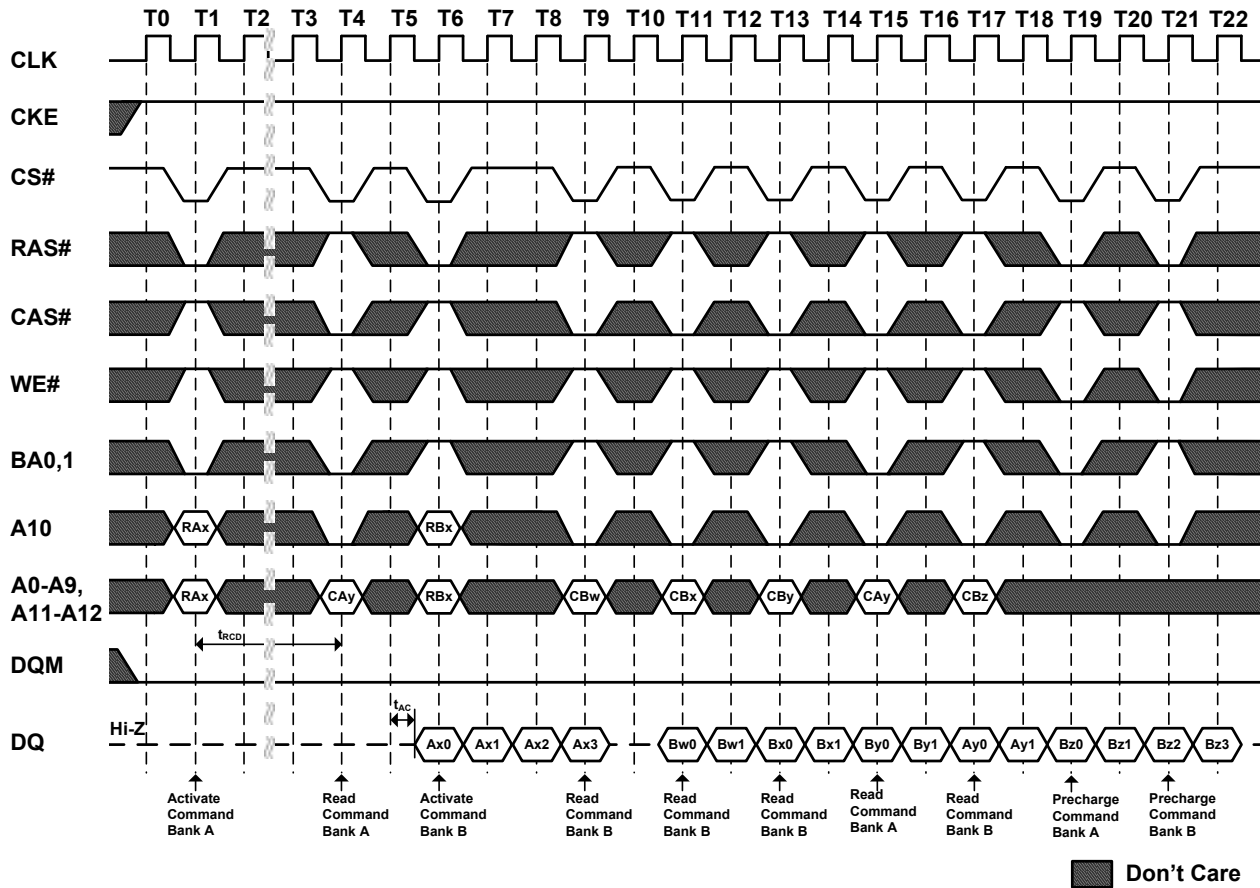 T0 T1 T2 T3 T4 T5 T6 T7 T8 T9 T10 T11 T12 T13 T14 T15 T16 T17 T18 T19 T20 T21 T22
CLK
CKE
CS#
RAS#
CAS#
WE#
BA0,1
A10
RAx RBx
A0-A9,
A11-A12
RAx CAy RBx CBw CBx CBy CAy CBz
tRCD
DQM
tAC
Hi-Z
DQ
Ax0 Ax1 Ax2 Ax3 Bw0 Bw1 Bx0 Bx1 By0 By1 Ay0 Ay1 Bz0 Bz1 Bz2 Bz3
Activate
Command
Bank A
Read
Command
Bank A
Activate
Command
Bank B
Read
Command
Bank B
Read
Command
Bank B
Read
Command
Bank B
Read
Command
Bank A
Read
Command
Bank B
Precharge
Command
Bank A
Precharge
Command
Bank B
Don't Care